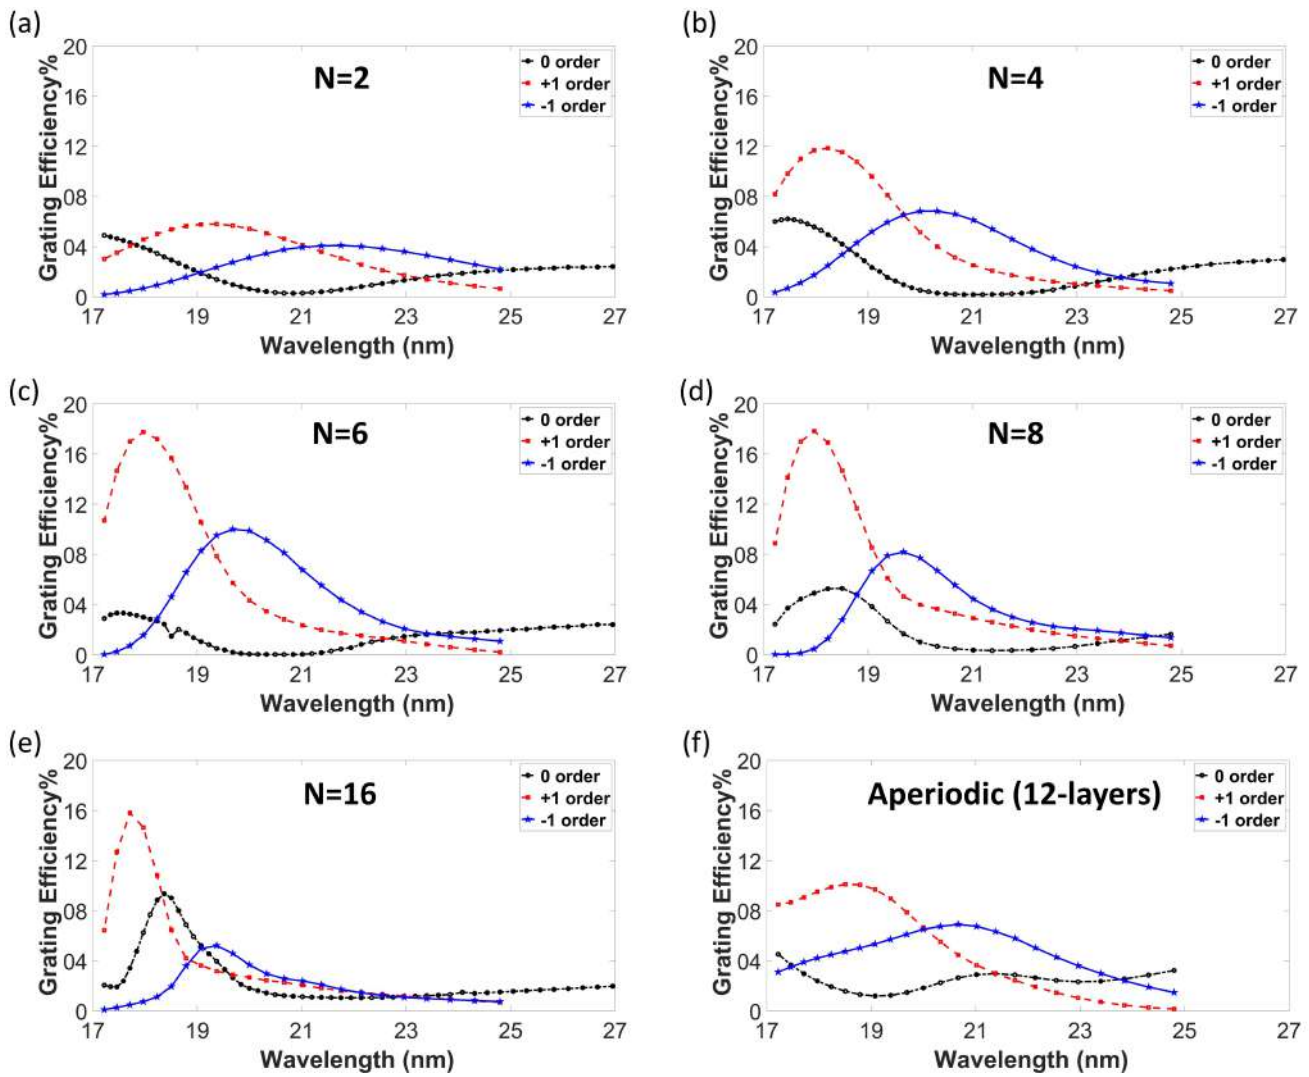 (a)
20
16
12
08
04
0
Grating Efficiency%
N=2
0 order
+1 order
-1 order
17 19 21 23 25 27
Wavelength (nm)
(b)
20
16
12
08
04
0
Grating Efficiency%
N=4
0 order
+1 order
-1 order
17 19 21 23 25 27
Wavelength (nm)
(c)
20
16
12
08
04
0
Grating Efficiency%
N=6
0 order
+1 order
-1 order
17 19 21 23 25 27
Wavelength (nm)
(d)
20
16
12
08
04
0
Grating Efficiency%
N=8
0 order
+1 order
-1 order
17 19 21 23 25 27
Wavelength (nm)
(e)
20
16
12
08
04
0
Grating Efficiency%
N=16
0 order
+1 order
-1 order
17 19 21 23 25 27
Wavelength (nm)
(f)
20
16
12
08
04
0
Grating Efficiency%
Aperiodic (12-layers)
0 order
+1 order
-1 order
17 19 21 23 25 27
Wavelength (nm)